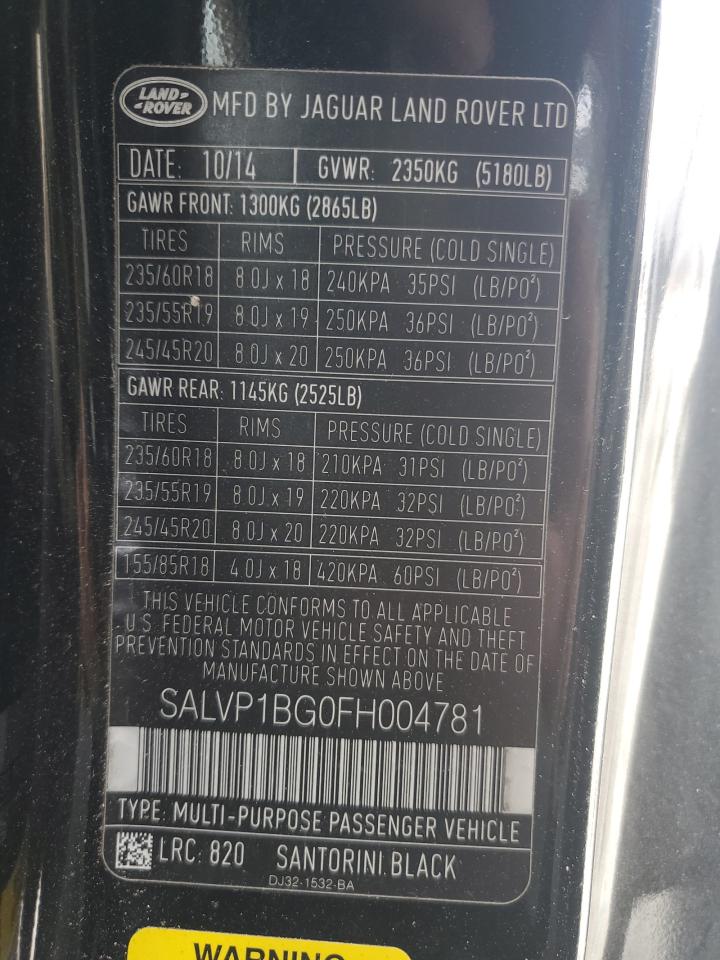 LAND ROVER MFD BY JAGUAR LAND ROVER LTD
DATE: 10/14 GVWR: 2350KG (5180LB)
GAWR FRONT: 1300KG (2865LB)
TIRES RIMS PRESSURE (COLD SINGLE)
235/60R18 8.0J x 18 240KPA 35PSI (LB/PO²)
235/55R19 8.0J x 19 250KPA 36PSI (LB/PO²)
245/45R20 8.0J x 20 250KPA 36PSI (LB/PO²)
GAWR REAR: 1145KG (2525LB)
TIRES RIMS PRESSURE (COLD SINGLE)
235/60R18 8.0J x 18 210KPA 31PSI (LB/PO²)
235/55R19 8.0J x 19 220KPA 32PSI (LB/PO²)
245/45R20 8.0J x 20 220KPA 32PSI (LB/PO²)
155/85R18 4.0J x 18 420KPA 60PSI (LB/PO²)
THIS VEHICLE CONFORMS TO ALL APPLICABLE
U.S. FEDERAL MOTOR VEHICLE SAFETY AND THEFT
PREVENTION STANDARDS IN EFFECT ON THE DATE OF
MANUFACTURE SHOWN ABOVE
SALVP1BG0FH004781
TYPE: MULTI-PURPOSE PASSENGER VEHICLE
LRC: 820 SANTORINI BLACK
DJ32-1532-BA
WARNING